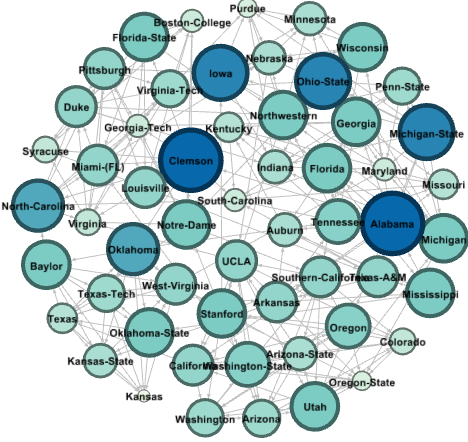 Purdue
Boston-College
Minnesota
Florida-State
Wisconsin
Nebraska
Pittsburgh
Iowa
Ohio-State
Virginia-Tech
Penn-State
Duke
Northwestern
Georgia
Georgia-Tech
Kentucky
Michigan-State
Syracuse
Clemson
Miami-(FL)
Indiana
Florida
Maryland
Louisville
Missouri
South-Carolina
North-Carolina
Virginia
Notre-Dame
Auburn
Tennessee
Alabama
Michigan
Oklahoma
UCLA
Baylor
Southern-California
Texas-A&M
West-Virginia
Texas-Tech
Mississippi
Arkansas
Texas
Stanford
Oregon
Oklahoma-State
Colorado
Arizona-State
Kansas-State
California
Washington-State
Oregon-State
Kansas
Utah
Washington
Arizona